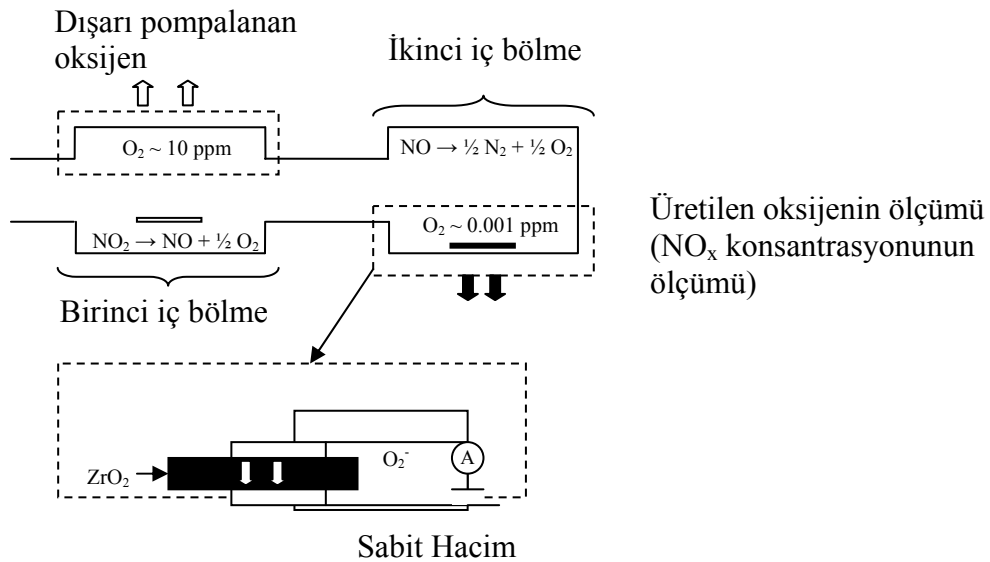 Dışarı pompalanan
oksijen
İkinci iç bölme
O₂ ~ 10 ppm
NO → ½ N₂ + ½ O₂
NO₂ → NO + ½ O₂
O₂ ~ 0.001 ppm
Üretilen oksijenin ölçümü
(NOₓ konsantrasyonunun
ölçümü)
Birinci iç bölme
O₂⁻
A
ZrO₂
Sabit Hacim